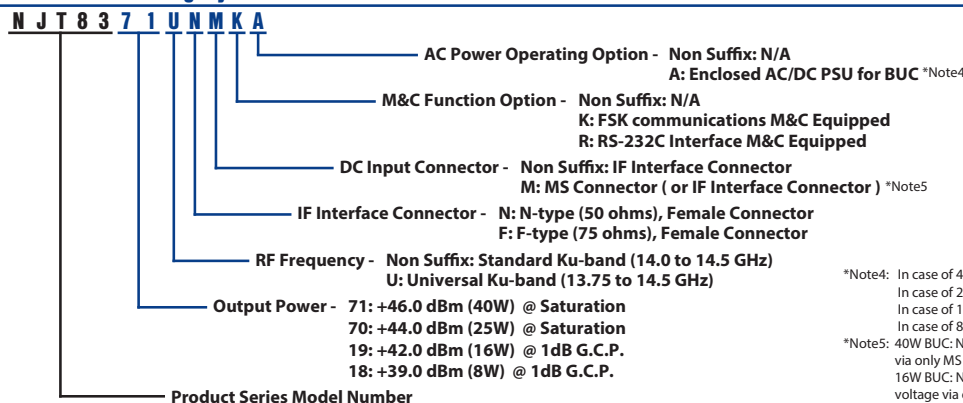 N J T 8 3 7 1 U N M K A
AC Power Operating Option - Non Suffix: N/A
A: Enclosed AC/DC PSU for BUC *Note4
M&C Function Option - Non Suffix: N/A
K: FSK communications M&C Equipped
R: RS-232C Interface M&C Equipped
DC Input Connector - Non Suffix: IF Interface Connector
M: MS Connector ( or IF Interface Connector ) *Note5
IF Interface Connector - N: N-type (50 ohms), Female Connector
F: F-type (75 ohms), Female Connector
RF Frequency - Non Suffix: Standard Ku-band (14.0 to 14.5 GHz)
U: Universal Ku-band (13.75 to 14.5 GHz)
Output Power - 71: +46.0 dBm (40W) @ Saturation
70: +44.0 dBm (25W) @ Saturation
19: +42.0 dBm (16W) @ 1dB G.C.P.
18: +39.0 dBm (8W) @ 1dB G.C.P.
Product Series Model Number
*Note4: In case of 4
In case of 2
In case of 1
In case of 8
*Note5: 40W BUC: N
via only MS
16W BUC: N
voltage via